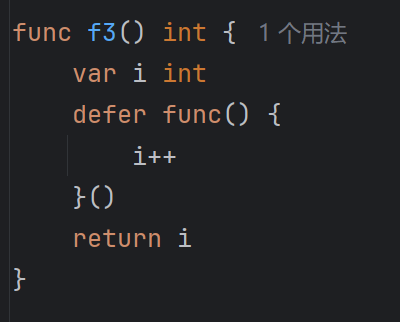 func f3() int {  1 个用法
    var i int
    defer func() {
        i++
    }()
    return i
}